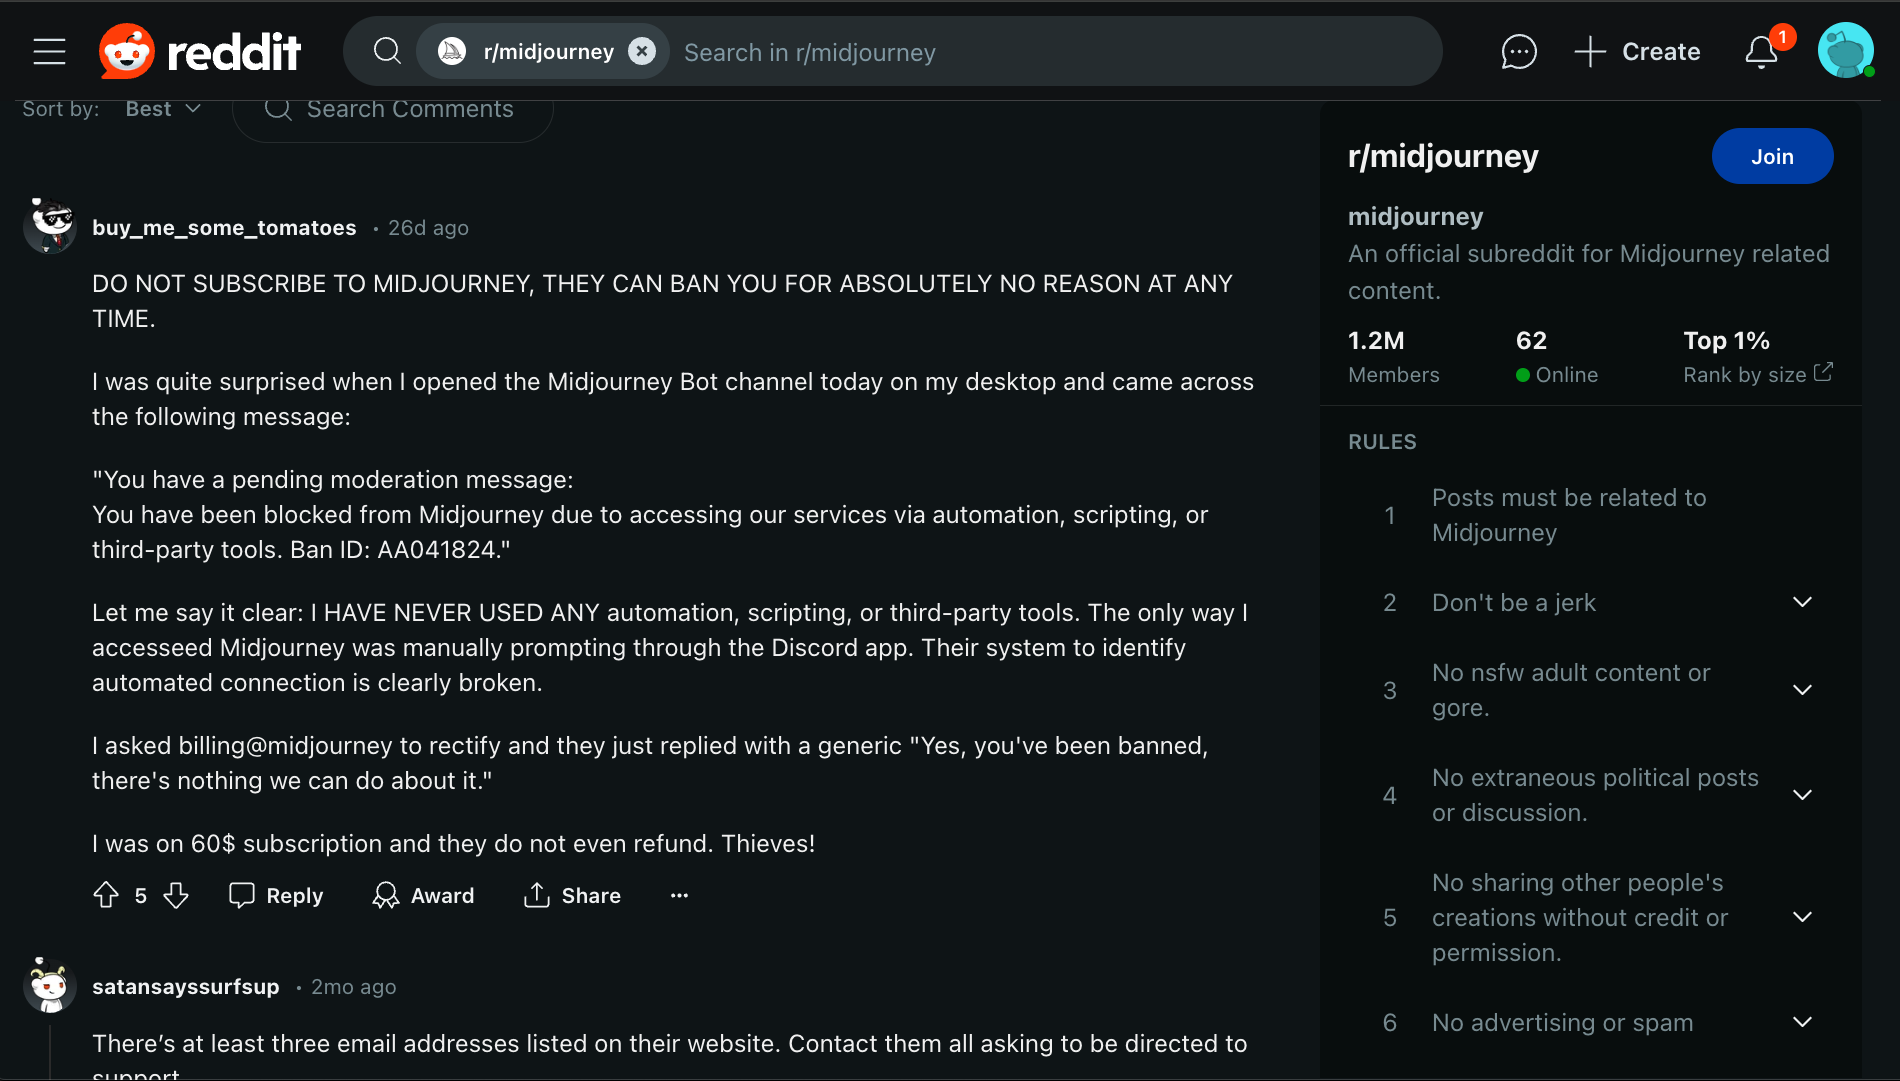 reddit
r/midjourney
Search in r/midjourney
Create
1
Sort by:
Best
Search Comments
buy_me_some_tomatoes • 26d ago
DO NOT SUBSCRIBE TO MIDJOURNEY, THEY CAN BAN YOU FOR ABSOLUTELY NO REASON AT ANY
TIME.
I was quite surprised when I opened the Midjourney Bot channel today on my desktop and came across
the following message:
"You have a pending moderation message:
You have been blocked from Midjourney due to accessing our services via automation, scripting, or
third-party tools. Ban ID: AA041824."
Let me say it clear: I HAVE NEVER USED ANY automation, scripting, or third-party tools. The only way I
accesseed Midjourney was manually prompting through the Discord app. Their system to identify
automated connection is clearly broken.
I asked billing@midjourney to rectify and they just replied with a generic "Yes, you've been banned,
there's nothing we can do about it."
I was on 60$ subscription and they do not even refund. Thieves!
5
Reply
Award
Share
satansayssurfsup • 2mo ago
There’s at least three email addresses listed on their website. Contact them all asking to be directed to
support
r/midjourney
Join
midjourney
An official subreddit for Midjourney related
content.
1.2M
Members
62
Online
Top 1%
Rank by size
RULES
1
Posts must be related to
Midjourney
2
Don't be a jerk
3
No nsfw adult content or
gore.
4
No extraneous political posts
or discussion.
5
No sharing other people's
creations without credit or
permission.
6
No advertising or spam